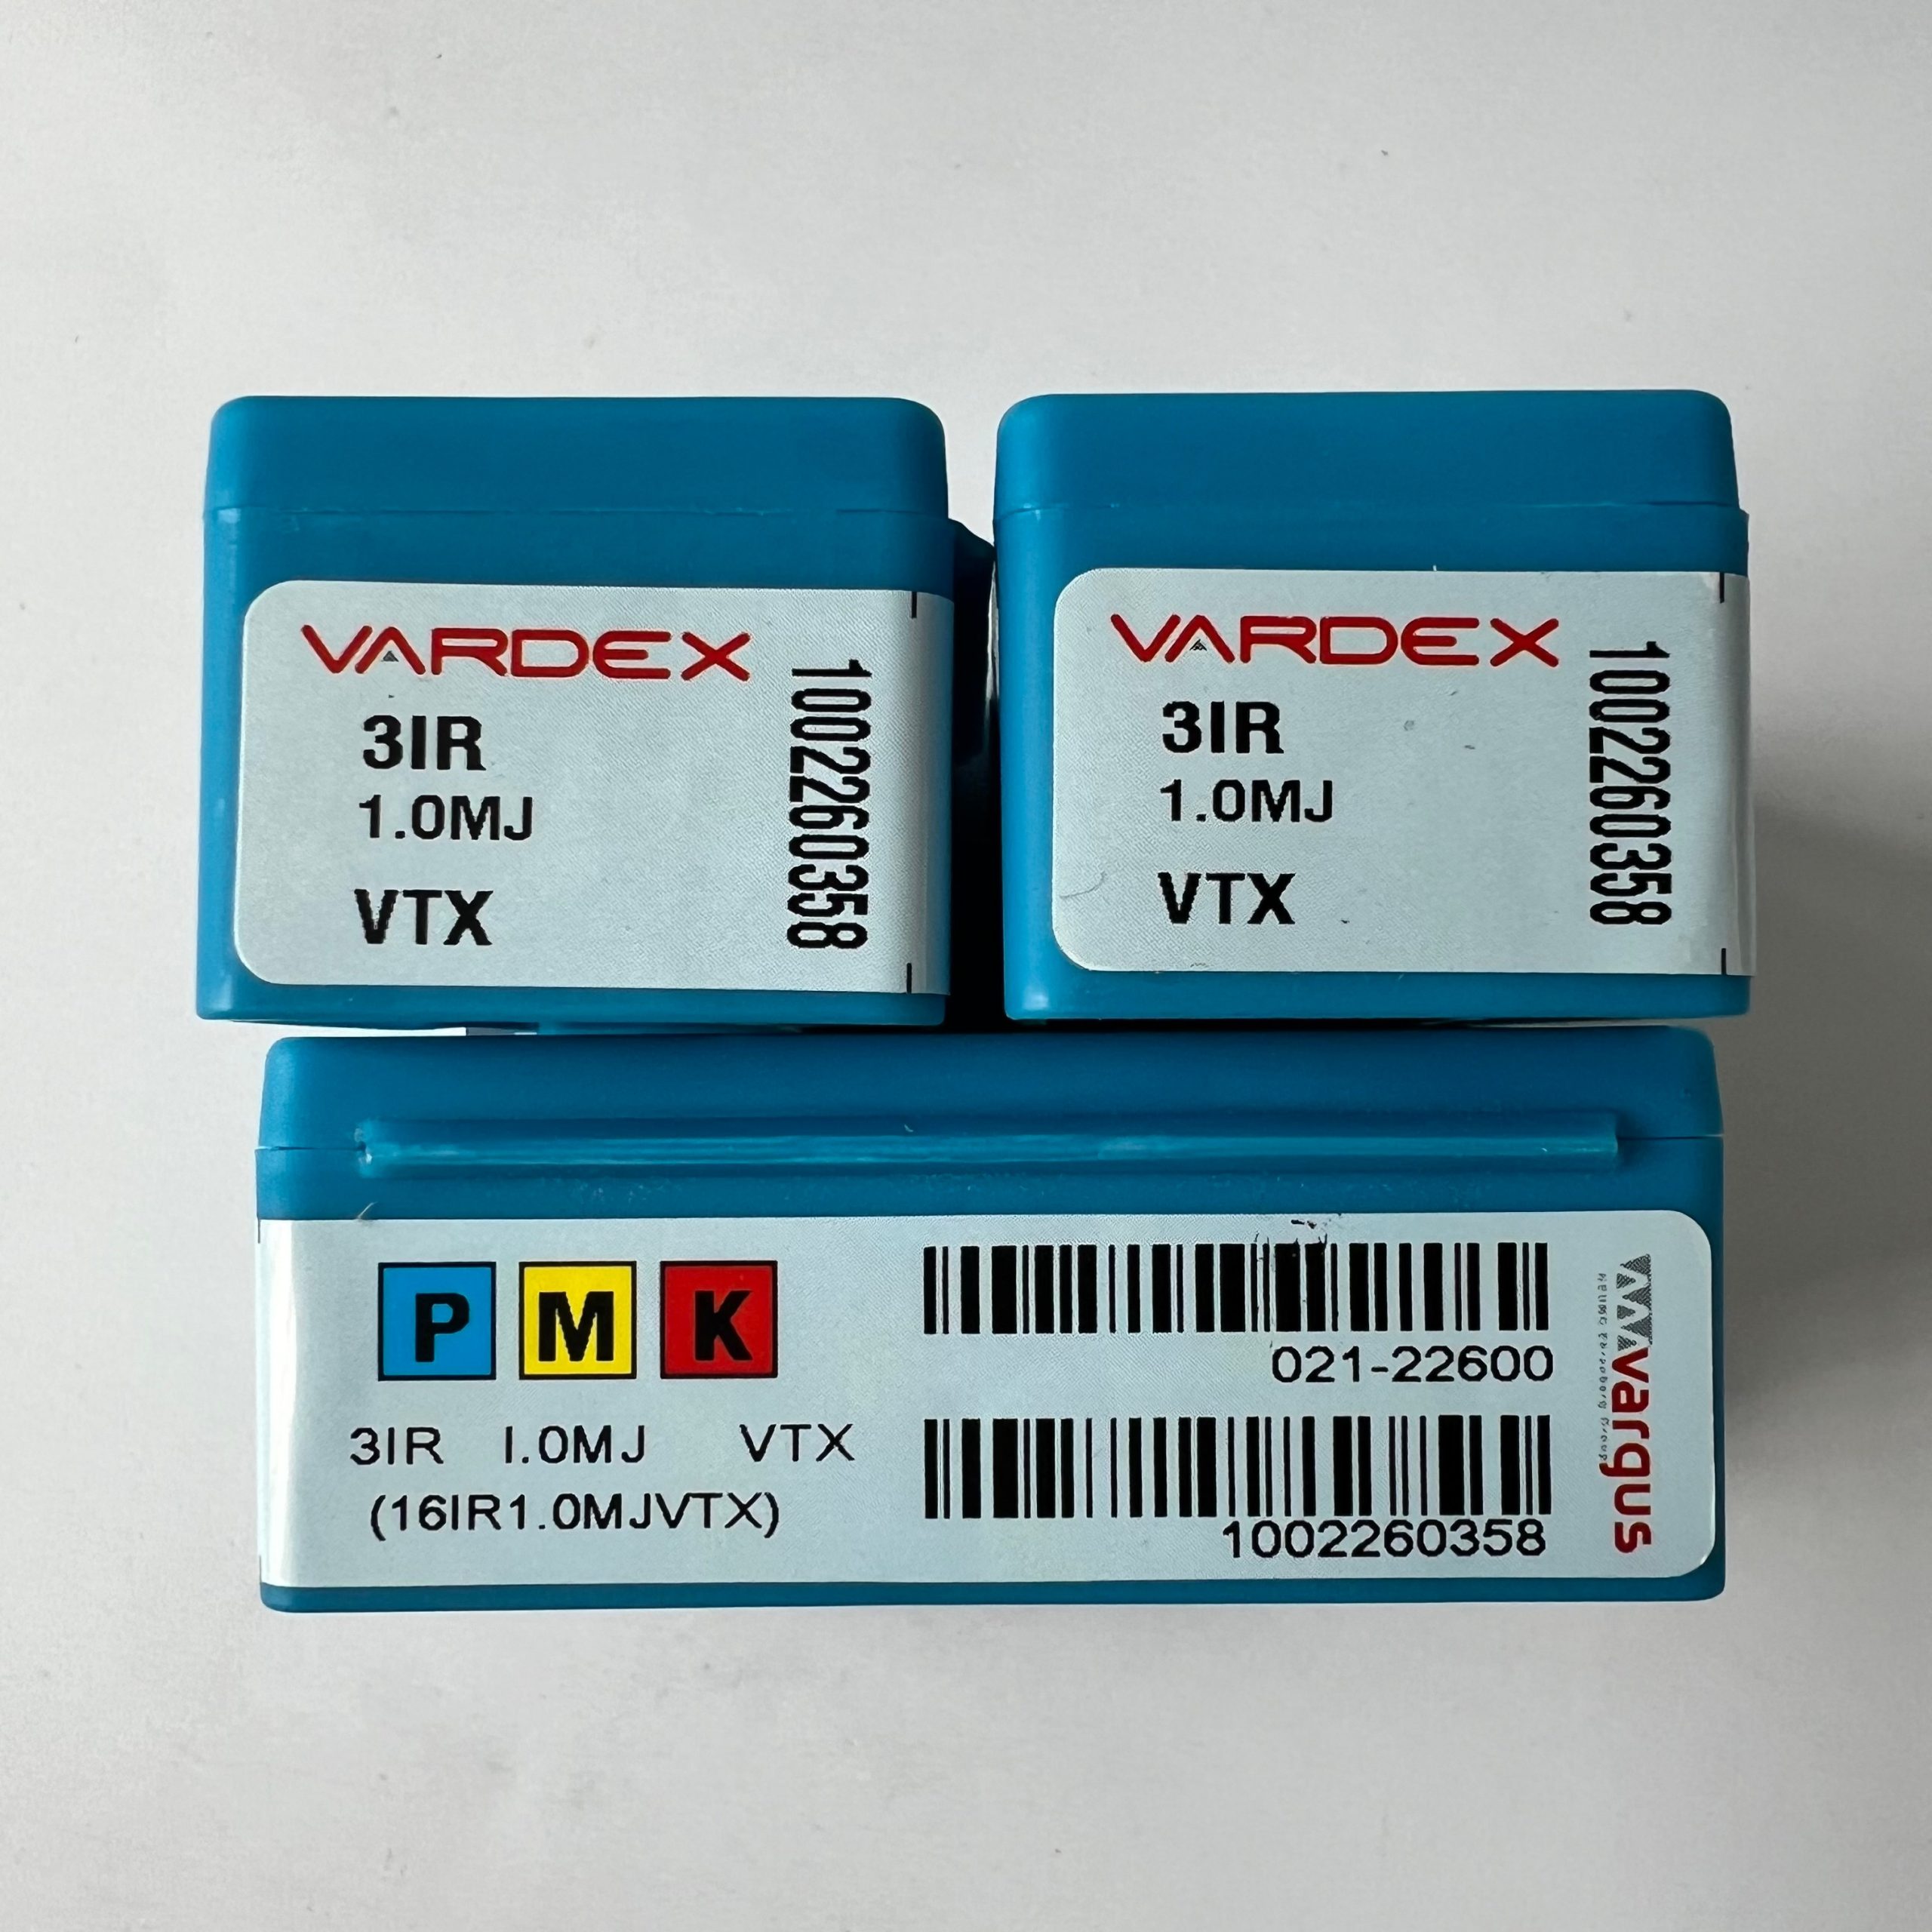 VARDEX
3IR
1.0MJ
VTX
1002260358
VARDEX
3IR
1.0MJ
VTX
1002260358
P M K
3IR 1.0MJ VTX
(16IR1.0MJVTX)
021-22600
1002260358
vargus